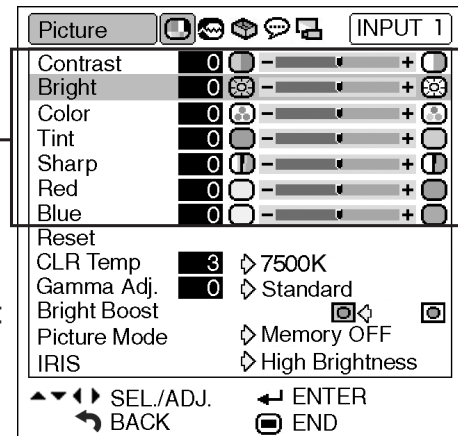 Picture INPUT 1
Contrast 0 - +
Bright 0 - +
Color 0 - +
Tint 0 - +
Sharp 0 - +
Red 0 - +
Blue 0 - +
Reset
CLR Temp 3 7500K
Gamma Adj. 0 Standard
Bright Boost
Picture Mode Memory OFF
IRIS High Brightness
SEL./ADJ. ENTER
BACK END